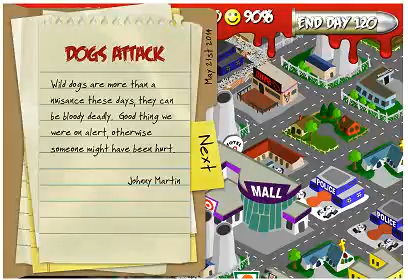 90%
END DAY 120
DOGS ATTACK
May 21st 2014
Wild dogs are more than a
nuisance these days, they can
be bloody deadly. Good thing we
were on alert, otherwise
someone might have been hurt.
Johnny Martin
Next
MALL
POLICE
POLICE